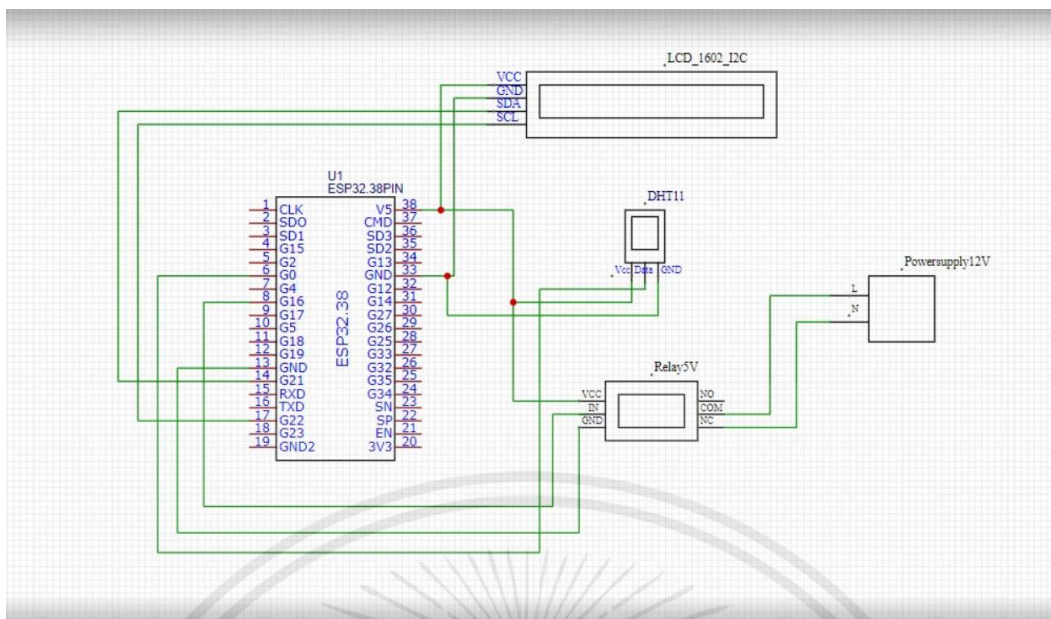 LCD_1602_I2C
VCC
GND
SDA
SCL
U1
ESP32.38PIN
1 CLK V5 38
2 SDO CMD 37
3 SD1 SD3 36
4 G15 SD2 35
5 G2 G13 34
6 G0 GND 33
7 G4 G12 32
8 G16 G14 31
9 G17 G27 30
10 G5 G26 29
11 G18 G25 28
12 G19 G33 27
13 GND G32 26
14 G21 G35 25
15 RXD G34 24
16 TXD SN 23
17 G22 SP 22
18 G23 EN 21
19 GND2 3V3 20
ESP32.38
DHT11
Vcc Data GND
Powersupply12V
L
N
Relay5V
VCC NO
IN COM
GND NC